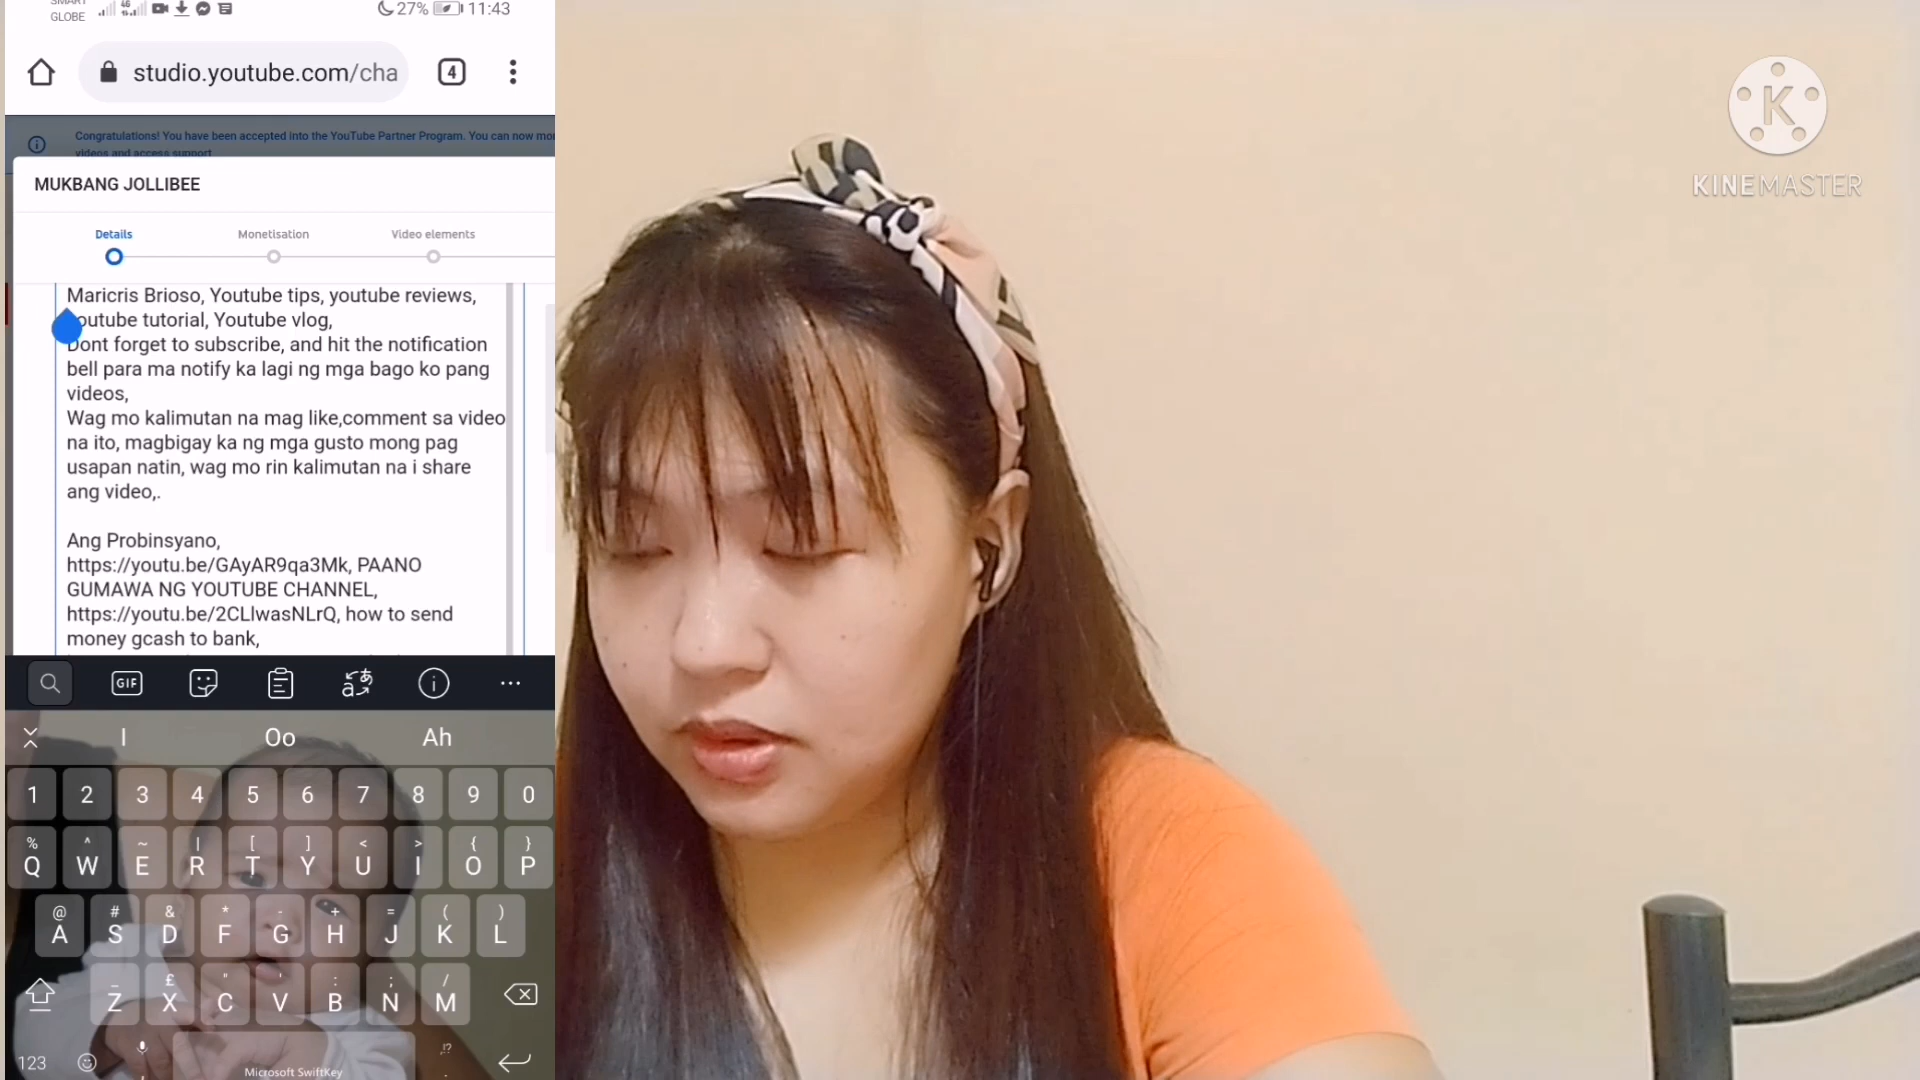 SMART
GLOBE
4G
27%
11:43
studio.youtube.com/cha
4
Congratulations! You have been accepted into the YouTube Partner Program. You can now mo
videos and access support
MUKBANG JOLLIBEE
Details
Monetisation
Video elements
Maricris Brioso, Youtube tips, youtube reviews,
outube tutorial, Youtube vlog,
Dont forget to subscribe, and hit the notification
bell para ma notify ka lagi ng mga bago ko pang
videos,
Wag mo kalimutan na mag like,comment sa video
na ito, magbigay ka ng mga gusto mong pag
usapan natin, wag mo rin kalimutan na i share
ang video,.
Ang Probinsyano,
https://youtu.be/GAyAR9qa3Mk, PAANO
GUMAWA NG YOUTUBE CHANNEL,
https://youtu.be/2CLlwasNLrQ, how to send
money gcash to bank,
GIF
I
Oo
Ah
1 2 3 4 5 6 7 8 9 0
% ^ ~ | [ ] < > { }
Q W E R T Y U I O P
@ # & * - + = ( )
A S D F G H J K L
_ £ " ' : ; /
Z X C V B N M
123
, .
!?
Microsoft SwiftKey
K
KINEMASTER